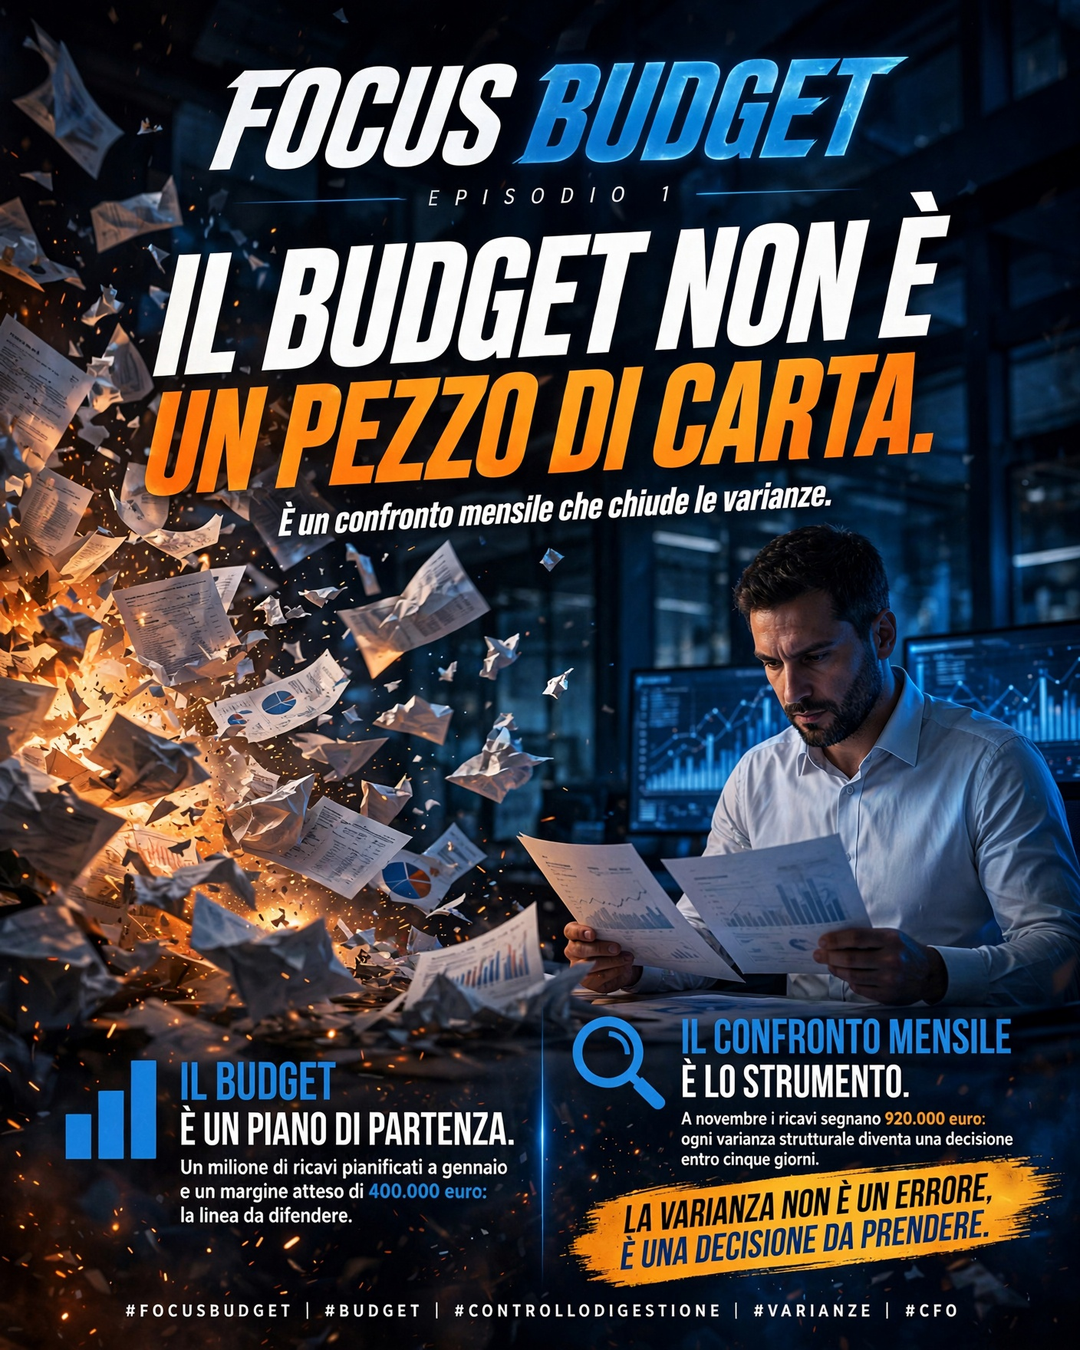 FOCUS BUDGET
EPISODIO 1
IL BUDGET NON È
UN PEZZO DI CARTA.
È un confronto mensile che chiude le varianze.
IL BUDGET
È UN PIANO DI PARTENZA.
Un milione di ricavi pianificati a gennaio
e un margine atteso di 400.000 euro:
la linea da difendere.
IL CONFRONTO MENSILE
È LO STRUMENTO.
A novembre i ricavi segnano 920.000 euro:
ogni varianza strutturale diventa una decisione
entro cinque giorni.
LA VARIANZA NON È UN ERRORE,
È UNA DECISIONE DA PRENDERE.
#FOCUSBUDGET | #BUDGET | #CONTROLLODIGESTIONE | #VARIANZE | #CFO